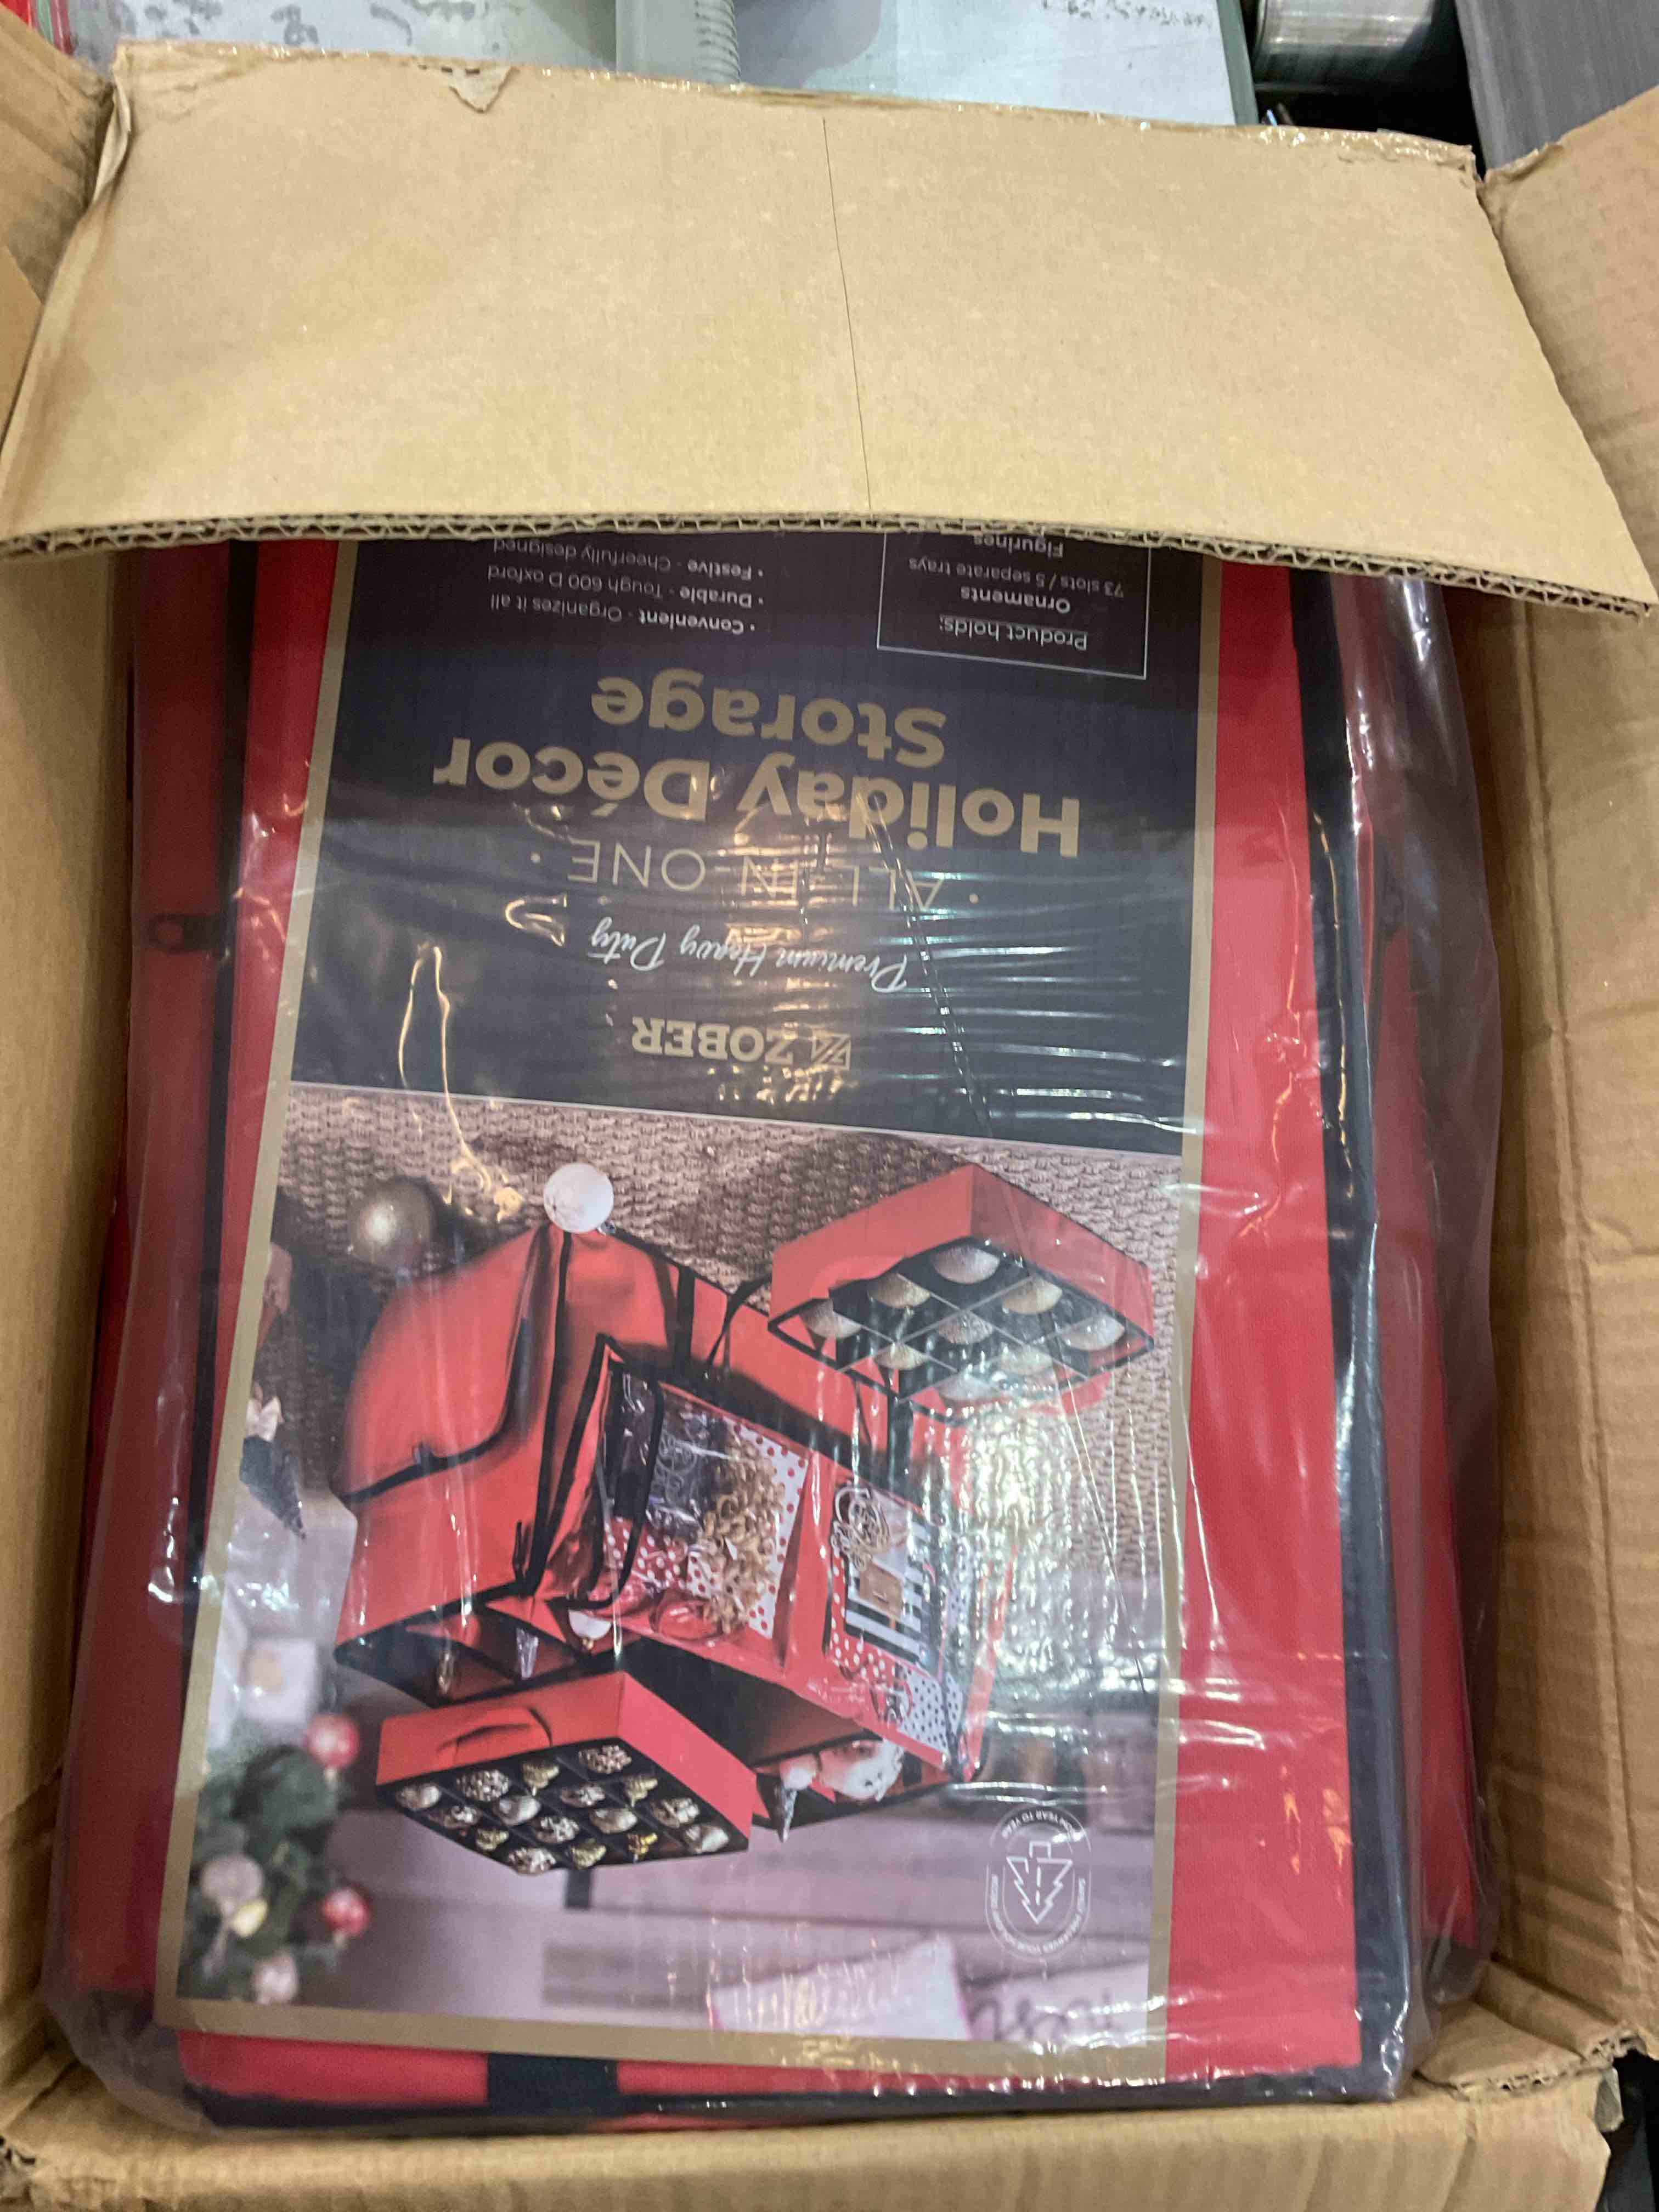 ZOBER
Premium Heavy Duty
· ALL-IN-ONE ·
Holiday Décor
Storage
Product holds:
Ornaments
73 slots / 5 separate trays
Figurines
• Convenient - Organizes it all
• Durable - Tough 600 D oxford
• Festive - Cheerfully designed